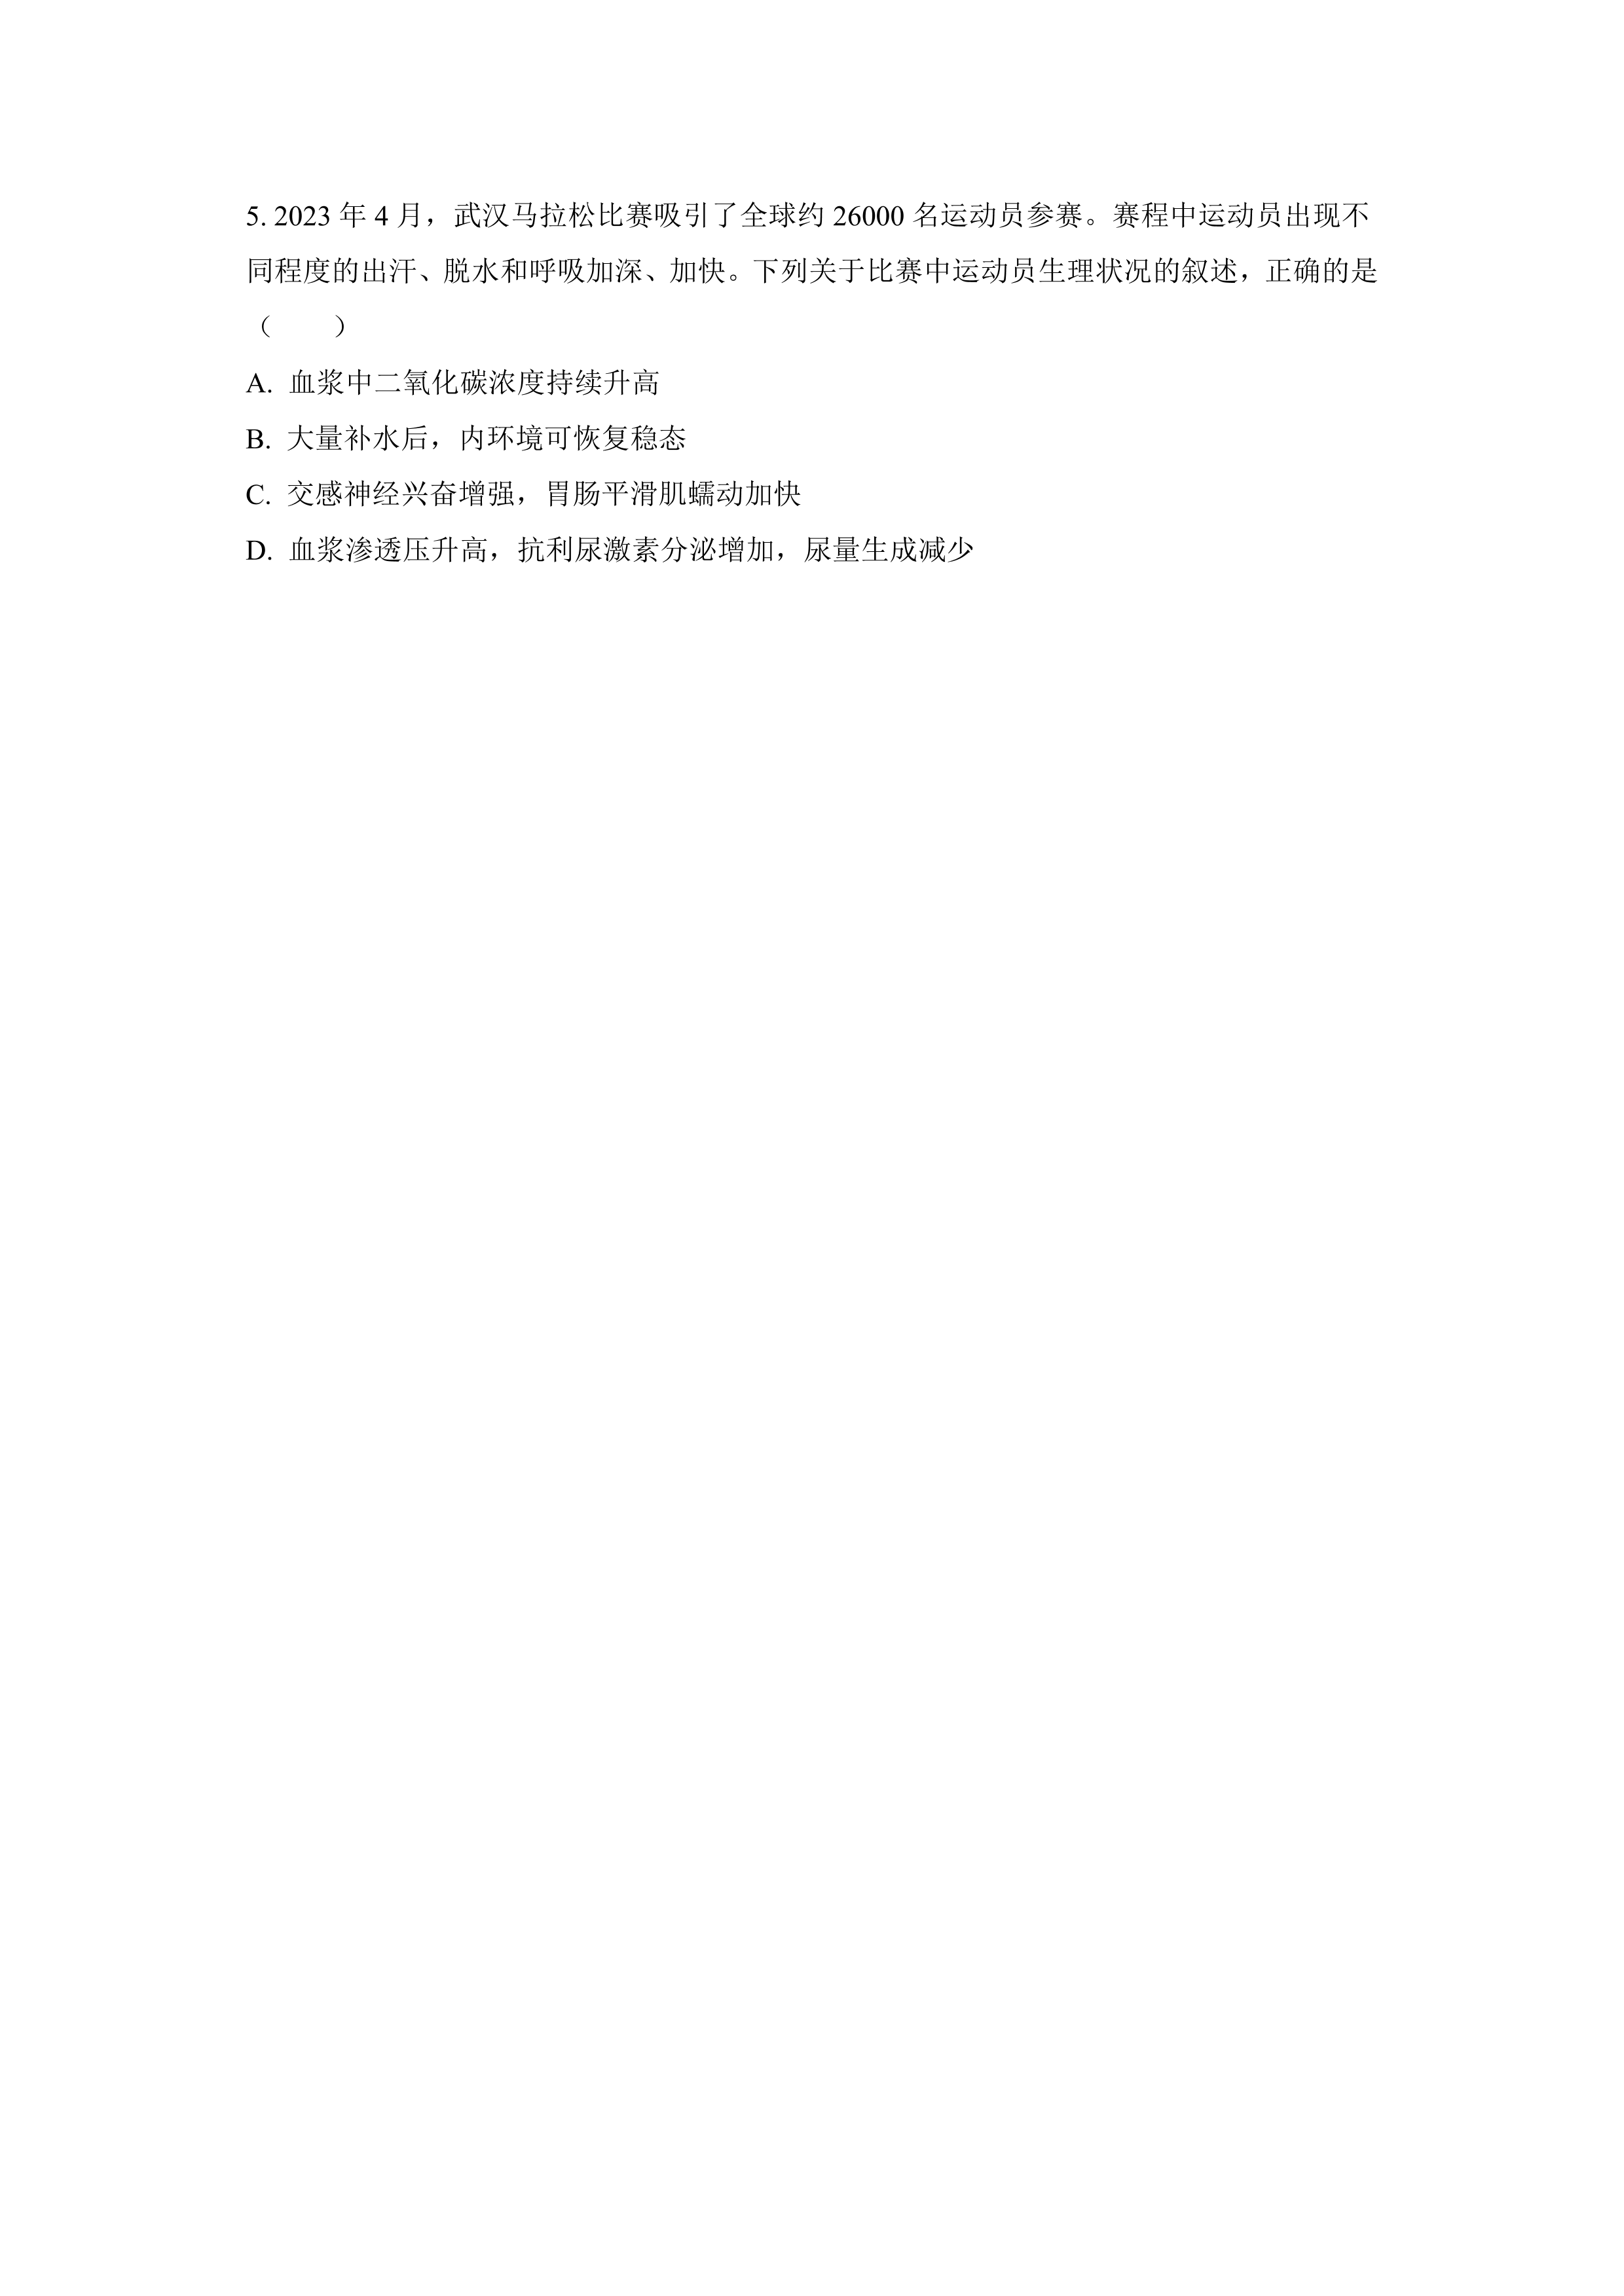 5. 2023 年 4 月，武汉马拉松比赛吸引了全球约 26000 名运动员参赛。赛程中运动员出现不
同程度的出汗、脱水和呼吸加深、加快。下列关于比赛中运动员生理状况的叙述，正确的是
（　　）
A. 血浆中二氧化碳浓度持续升高
B. 大量补水后，内环境可恢复稳态
C. 交感神经兴奋增强，胃肠平滑肌蠕动加快
D. 血浆渗透压升高，抗利尿激素分泌增加，尿量生成减少